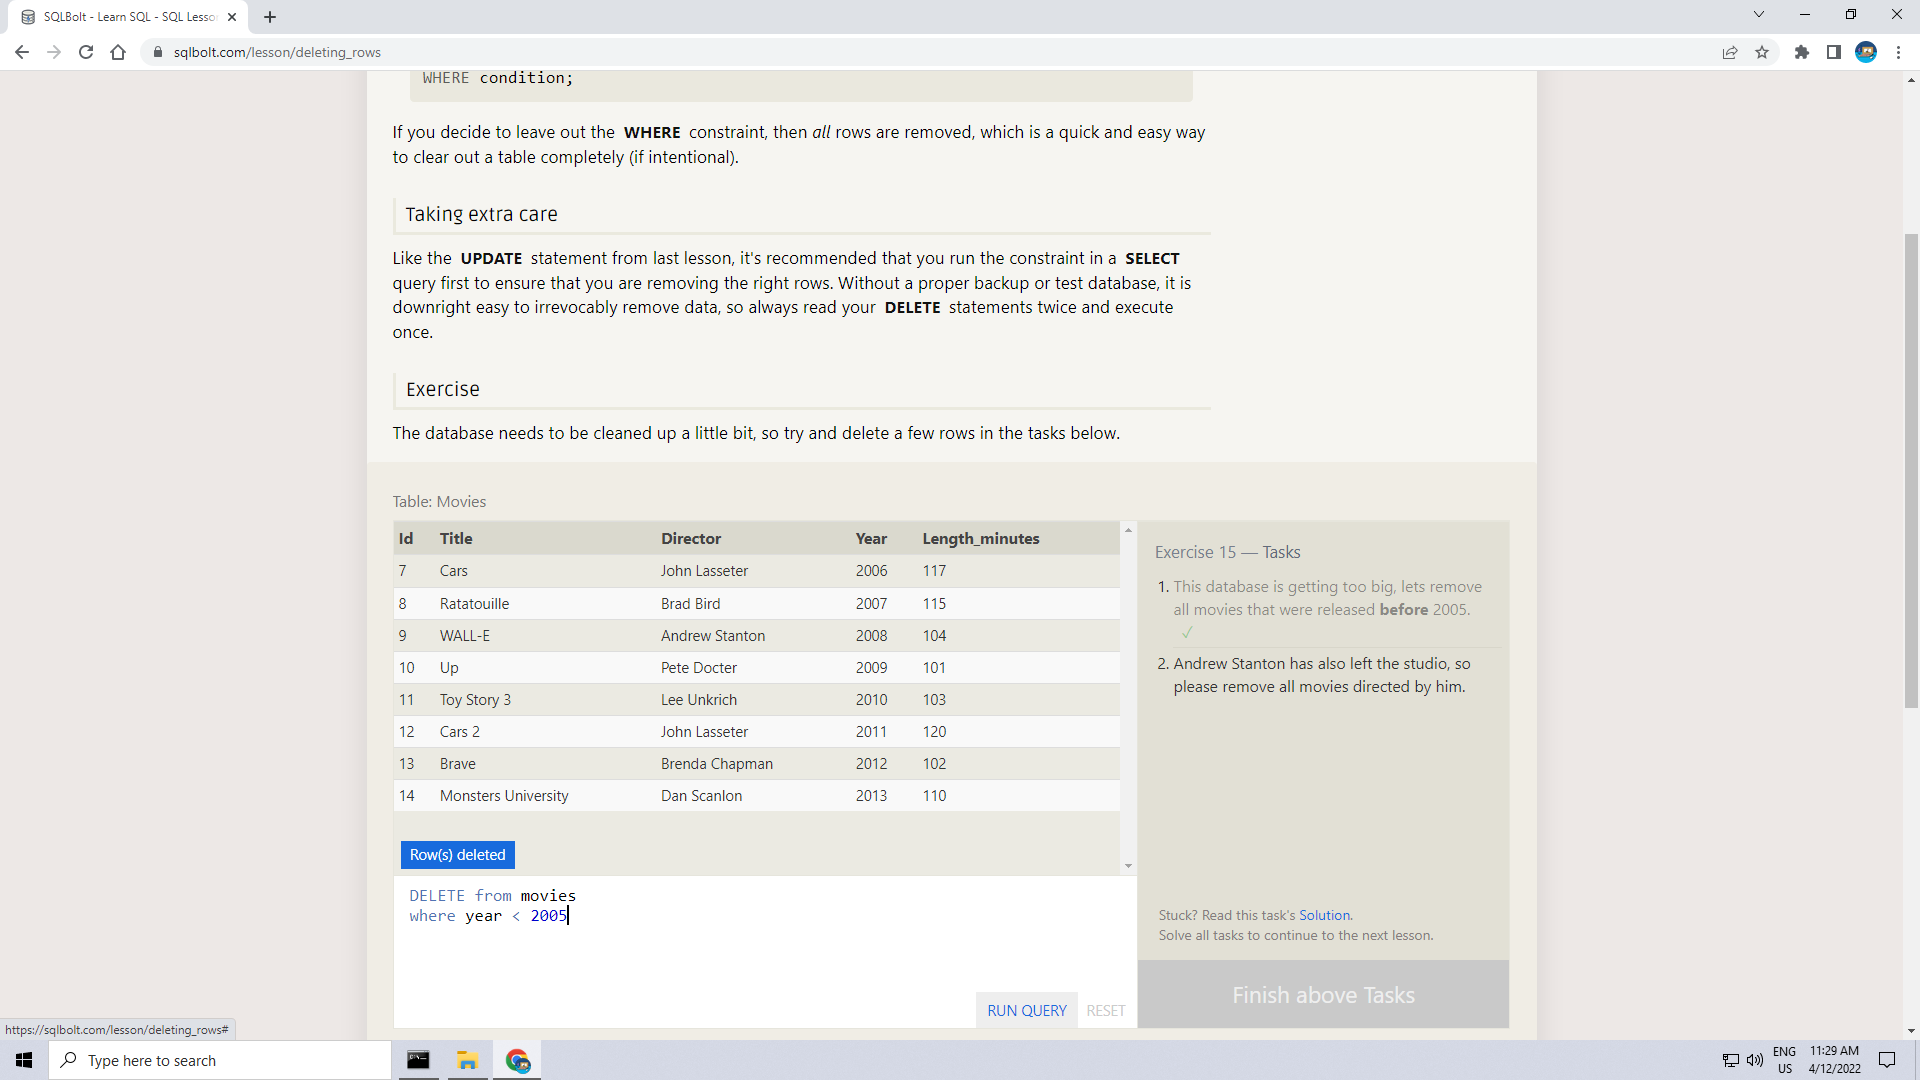 SQLBolt - Learn SQL - SQL Lesso
sqlbolt.com/lesson/deleting_rows
WHERE condition;
If you decide to leave out the WHERE constraint, then all rows are removed, which is a quick and easy way
to clear out a table completely (if intentional).
Taking extra care
Like the UPDATE statement from last lesson, it's recommended that you run the constraint in a SELECT
query first to ensure that you are removing the right rows. Without a proper backup or test database, it is
downright easy to irrevocably remove data, so always read your DELETE statements twice and execute
once.
Exercise
The database needs to be cleaned up a little bit, so try and delete a few rows in the tasks below.
Table: Movies
Id Title Director Year Length_minutes
7 Cars John Lasseter 2006 117
8 Ratatouille Brad Bird 2007 115
9 WALL-E Andrew Stanton 2008 104
10 Up Pete Docter 2009 101
11 Toy Story 3 Lee Unkrich 2010 103
12 Cars 2 John Lasseter 2011 120
13 Brave Brenda Chapman 2012 102
14 Monsters University Dan Scanlon 2013 110
Row(s) deleted
DELETE from movies
where year < 2005
RUN QUERY RESET
Exercise 15 — Tasks
1. This database is getting too big, lets remove
all movies that were released before 2005.
✓
2. Andrew Stanton has also left the studio, so
please remove all movies directed by him.
Stuck? Read this task's Solution.
Solve all tasks to continue to the next lesson.
Finish above Tasks
https://sqlbolt.com/lesson/deleting_rows#
Type here to search
ENG
US
11:29 AM
4/12/2022